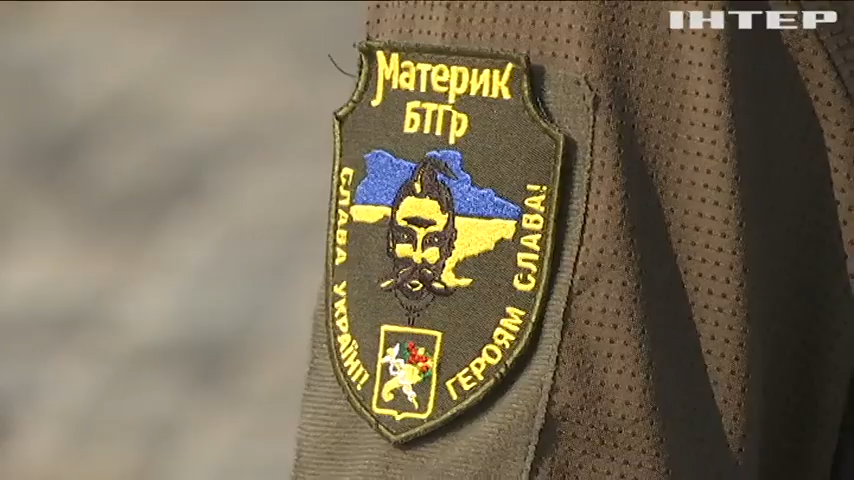 ІНТЕР
Материк
БТГр
СЛАВА УКРАЇНІ!
ГЕРОЯМ СЛАВА!